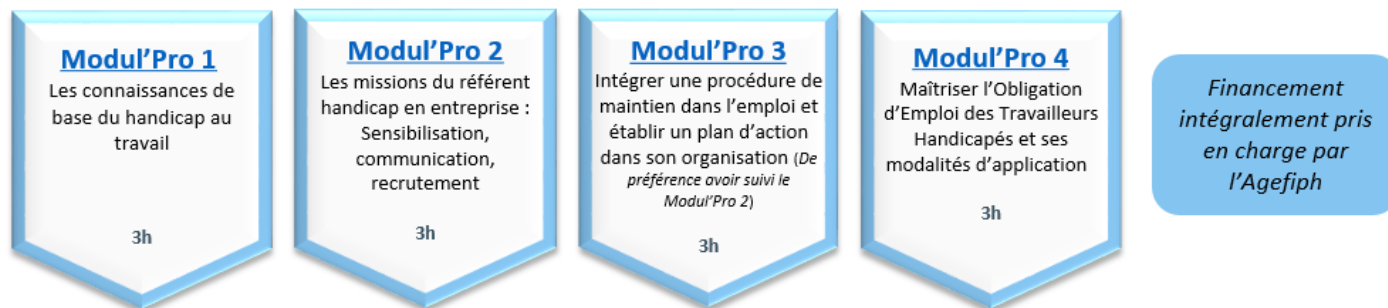 Modul’Pro 1
Les connaissances de
base du handicap au
travail
3h
Modul’Pro 2
Les missions du référent
handicap en entreprise :
Sensibilisation,
communication,
recrutement
3h
Modul’Pro 3
Intégrer une procédure de
maintien dans l’emploi et
établir un plan d’action
dans son organisation (De
préférence avoir suivi le
Modul’Pro 2)
3h
Modul’Pro 4
Maîtriser l’Obligation
d’Emploi des Travailleurs
Handicapés et ses
modalités d’application
3h
Financement
intégralement pris
en charge par
l’Agefiph